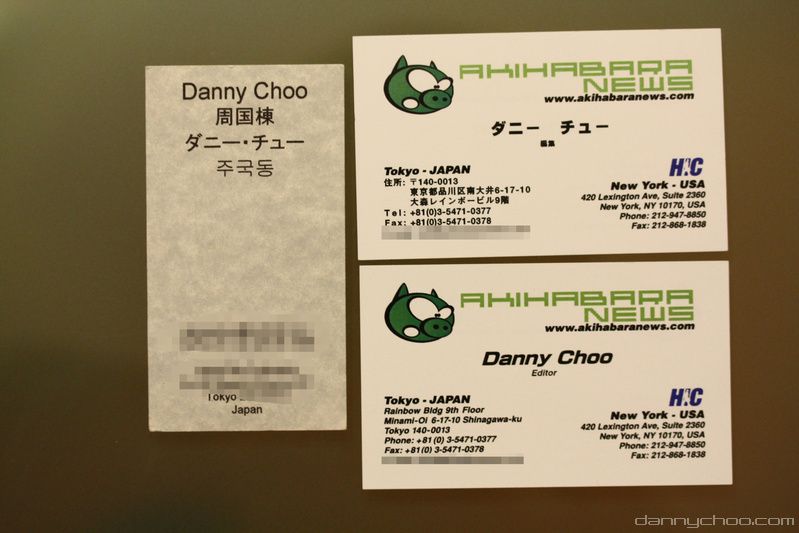 Danny Choo
周国棟
ダニー・チュー
주국동
Tokyo
Japan
AKIHABARA
NEWS
www.akihabaranews.com
ダニー チュー
編集
Tokyo - JAPAN
住所: 〒140-0013
東京都品川区南大井6-17-10
大森レインボービル9階
Tel: +81(0)3-5471-0377
Fax: +81(0)3-5471-0378
HNC
New York - USA
420 Lexington Ave, Suite 2360
New York, NY 10170, USA
Phone: 212-947-8850
Fax: 212-868-1838
AKIHABARA
NEWS
www.akihabaranews.com
Danny Choo
Editor
Tokyo - JAPAN
Rainbow Bldg 9th Floor
Minami-Oi 6-17-10 Shinagawa-ku
Tokyo 140-0013
Phone: +81(0) 3-5471-0377
Fax: +81(0) 3-5471-0378
HNC
New York - USA
420 Lexington Ave, Suite 2360
New York, NY 10170, USA
Phone: 212-947-8850
Fax: 212-868-1838
dannychoo.com